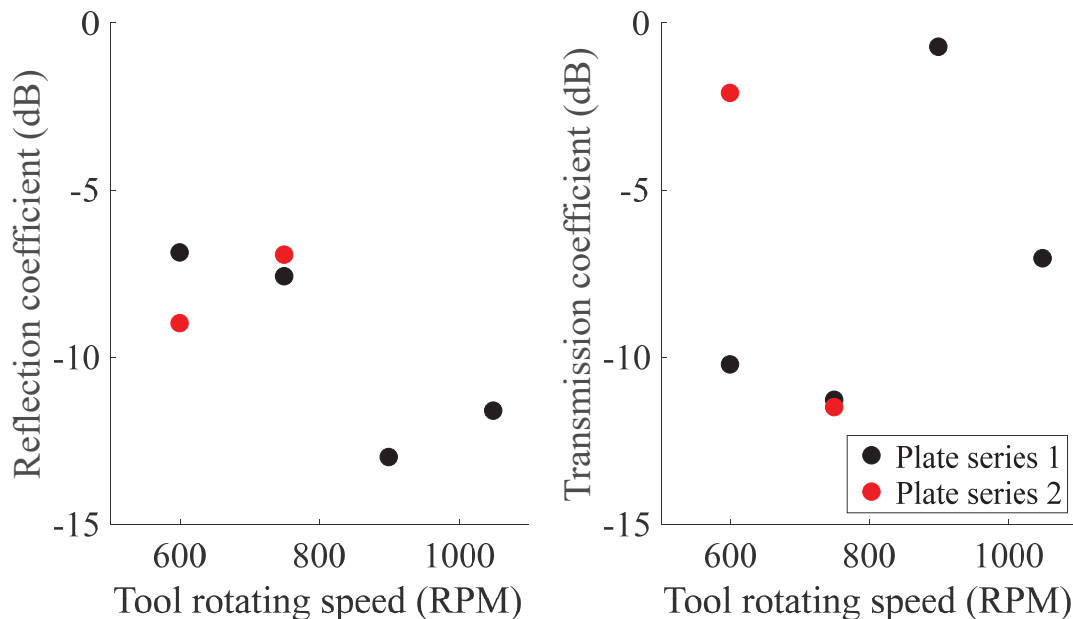 Reflection coefficient (dB)
0
-5
-10
-15
600
800
1000
Tool rotating speed (RPM)
Transmission coefficient (dB)
0
-5
-10
-15
600
800
1000
Tool rotating speed (RPM)
Plate series 1
Plate series 2